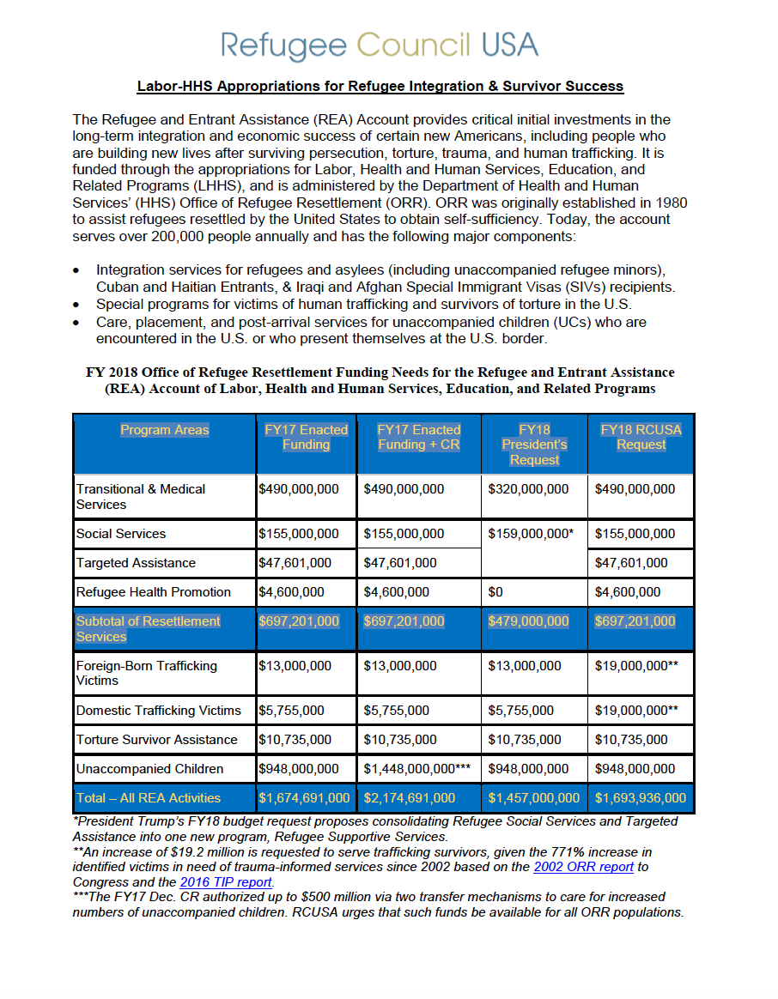 Refugee Council USA
Labor-HHS Appropriations for Refugee Integration & Survivor Success
The Refugee and Entrant Assistance (REA) Account provides critical initial investments in the
long-term integration and economic success of certain new Americans, including people who
are building new lives after surviving persecution, torture, trauma, and human trafficking. It is
funded through the appropriations for Labor, Health and Human Services, Education, and
Related Programs (LHHS), and is administered by the Department of Health and Human
Services' (HHS) Office of Refugee Resettlement (ORR). ORR was originally established in 1980
to assist refugees resettled by the United States to obtain self-sufficiency. Today, the account
serves over 200,000 people annually and has the following major components:
• Integration services for refugees and asylees (including unaccompanied refugee minors),
Cuban and Haitian Entrants, & Iraqi and Afghan Special Immigrant Visas (SIVs) recipients.
• Special programs for victims of human trafficking and survivors of torture in the U.S.
• Care, placement, and post-arrival services for unaccompanied children (UCs) who are
encountered in the U.S. or who present themselves at the U.S. border.
FY 2018 Office of Refugee Resettlement Funding Needs for the Refugee and Entrant Assistance
(REA) Account of Labor, Health and Human Services, Education, and Related Programs
Program Areas FY17 Enacted FY17 Enacted FY18 FY18 RCUSA
Funding Funding + CR President's Request
Request
Transitional & Medical $490,000,000 $490,000,000 $320,000,000 $490,000,000
Services
Social Services $155,000,000 $155,000,000 $159,000,000* $155,000,000
Targeted Assistance $47,601,000 $47,601,000 $47,601,000
Refugee Health Promotion $4,600,000 $4,600,000 $0 $4,600,000
Subtotal of Resettlement $697,201,000 $697,201,000 $479,000,000 $697,201,000
Services
Foreign-Born Trafficking $13,000,000 $13,000,000 $13,000,000 $19,000,000**
Victims
Domestic Trafficking Victims $5,755,000 $5,755,000 $5,755,000 $19,000,000**
Torture Survivor Assistance $10,735,000 $10,735,000 $10,735,000 $10,735,000
Unaccompanied Children $948,000,000 $1,448,000,000*** $948,000,000 $948,000,000
Total – All REA Activities $1,674,691,000 $2,174,691,000 $1,457,000,000 $1,693,936,000
*President Trump's FY18 budget request proposes consolidating Refugee Social Services and Targeted
Assistance into one new program, Refugee Supportive Services.
**An increase of $19.2 million is requested to serve trafficking survivors, given the 771% increase in
identified victims in need of trauma-informed services since 2002 based on the 2002 ORR report to
Congress and the 2016 TIP report.
***The FY17 Dec. CR authorized up to $500 million via two transfer mechanisms to care for increased
numbers of unaccompanied children. RCUSA urges that such funds be available for all ORR populations.